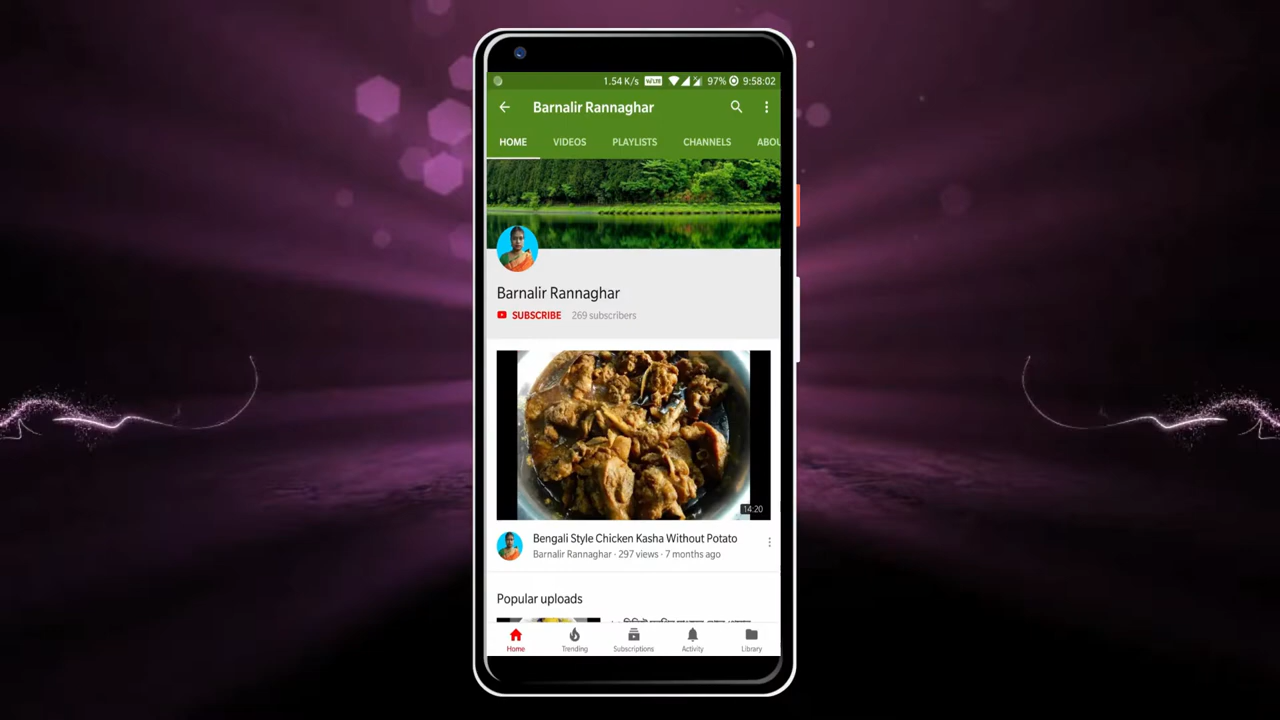 1.54 K/s VoLTE 97% 9:58:02
Barnalir Rannaghar
HOME VIDEOS PLAYLISTS CHANNELS ABOU
Barnalir Rannaghar
SUBSCRIBE 269 subscribers
14:20
Bengali Style Chicken Kasha Without Potato
Barnalir Rannaghar · 297 views · 7 months ago
Popular uploads
Home Trending Subscriptions Activity Library